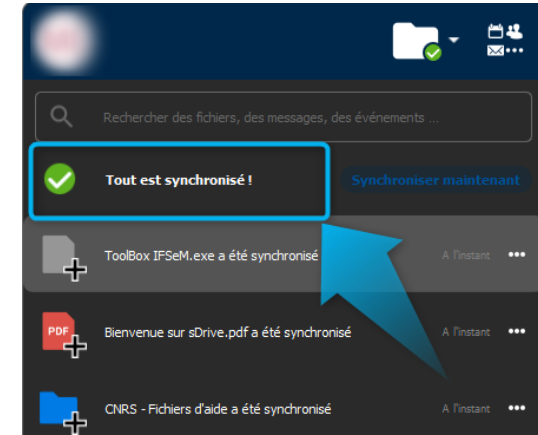 Rechercher des fichiers, des messages, des événements ...
Tout est synchronisé ! Synchroniser maintenant
ToolBox IFSeM.exe a été synchronisé A l'instant
PDF Bienvenue sur sDrive.pdf a été synchronisé A l'instant
CNRS - Fichiers d'aide a été synchronisé A l'instant